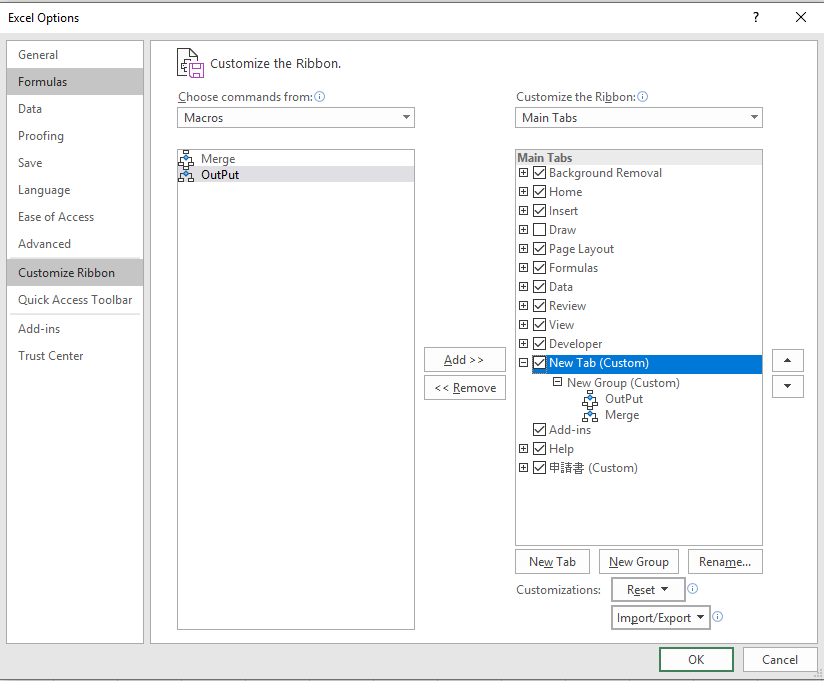 Excel Options
?
General
Formulas
Data
Proofing
Save
Language
Ease of Access
Advanced
Customize Ribbon
Quick Access Toolbar
Add-ins
Trust Center
Customize the Ribbon.
Choose commands from:
Macros
Merge
OutPut
Add >>
<< Remove
Customize the Ribbon:
Main Tabs
Main Tabs
Background Removal
Home
Insert
Draw
Page Layout
Formulas
Data
Review
View
Developer
New Tab (Custom)
New Group (Custom)
OutPut
Merge
Add-ins
Help
申請書 (Custom)
New Tab
New Group
Rename...
Customizations:
Reset
Import/Export
OK
Cancel